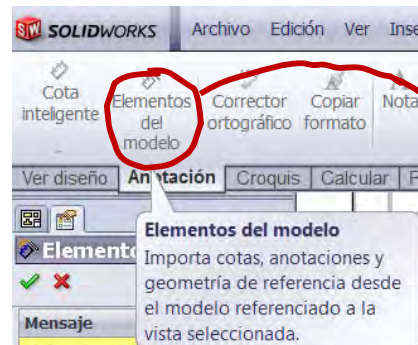 SOLIDWORKS Archivo Edición Ver Inse
Cota inteligente
Elementos del modelo
Corrector ortográfico
Copiar formato
Nota
Ver diseño Anotación Croquis Calcular
Elemento
Elementos del modelo
Importa cotas, anotaciones y
geometría de referencia desde
el modelo referenciado a la
vista seleccionada.
Mensaje